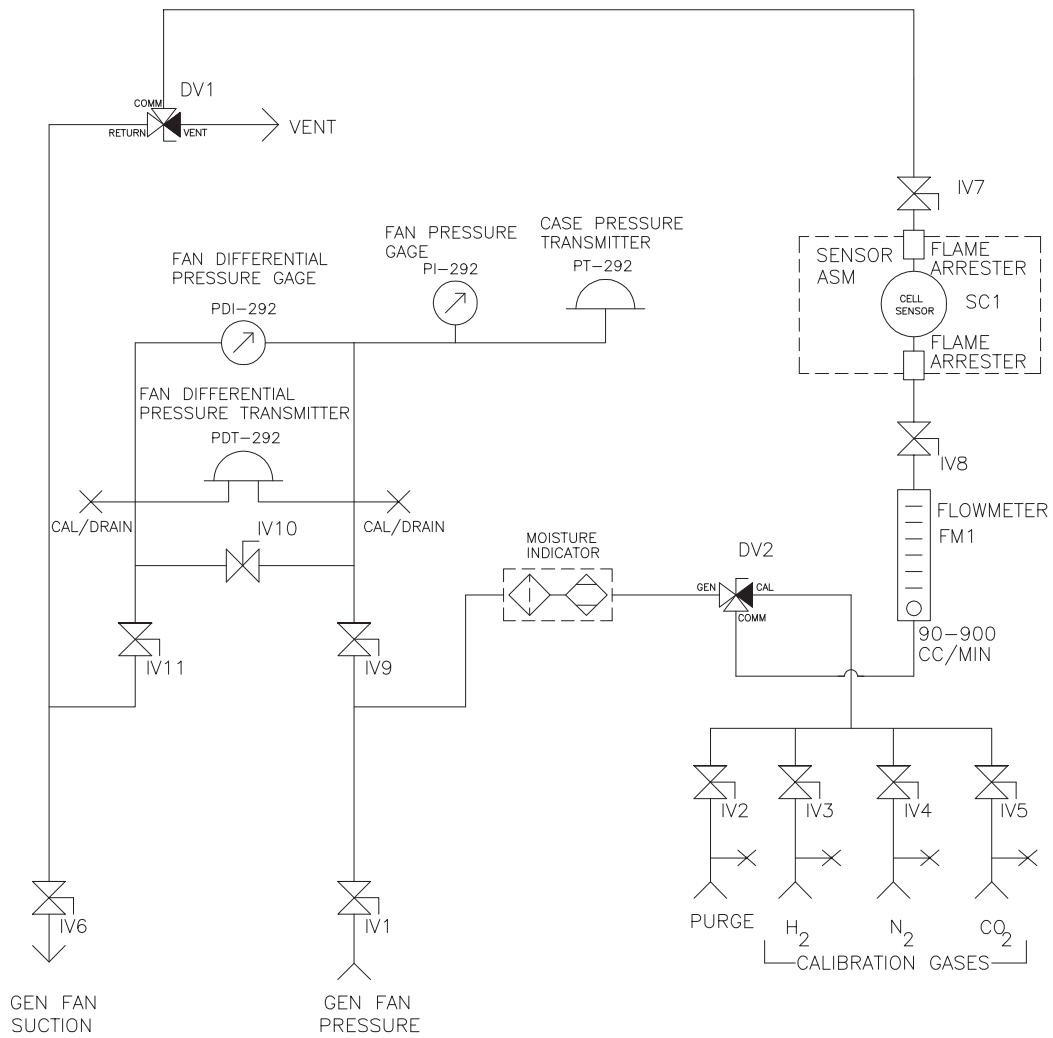 DV1
COMM
RETURN
VENT
VENT
IV7
CASE PRESSURE
TRANSMITTER
PT-292
FAN PRESSURE
GAGE
PI-292
FAN DIFFERENTIAL
PRESSURE GAGE
PDI-292
SENSOR
ASM
FLAME
ARRESTER
CELL
SENSOR
SC1
FLAME
ARRESTER
FAN DIFFERENTIAL
PRESSURE TRANSMITTER
PDT-292
IV8
CAL/DRAIN
CAL/DRAIN
IV10
FLOWMETER
FM1
MOISTURE
INDICATOR
DV2
GEN
CAL
COMM
90-900
CC/MIN
IV11
IV9
IV2
IV3
IV4
IV5
PURGE
H2
N2
CO2
CALIBRATION GASES
IV6
IV1
GEN FAN
SUCTION
GEN FAN
PRESSURE